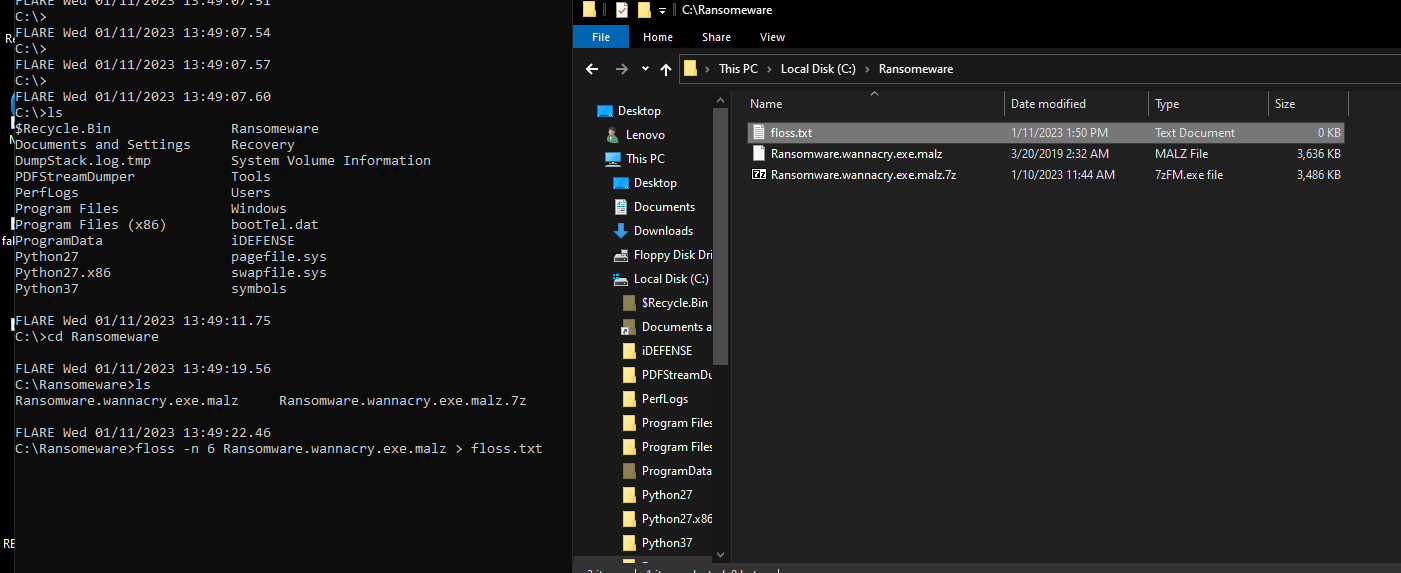 FLARE Wed 01/11/2023 13:49:07.51
C:\>
FLARE Wed 01/11/2023 13:49:07.54
C:\>
FLARE Wed 01/11/2023 13:49:07.57
C:\>
FLARE Wed 01/11/2023 13:49:07.60
C:\>ls
$Recycle.Bin Ransomeware
Documents and Settings Recovery
DumpStack.log.tmp System Volume Information
PDFStreamDumper Tools
PerfLogs Users
Program Files Windows
Program Files (x86) bootTel.dat
ProgramData iDEFENSE
Python27 pagefile.sys
Python27.x86 swapfile.sys
Python37 symbols
FLARE Wed 01/11/2023 13:49:11.75
C:\>cd Ransomeware
FLARE Wed 01/11/2023 13:49:19.56
C:\Ransomeware>ls
Ransomware.wannacry.exe.malz Ransomware.wannacry.exe.malz.7z
FLARE Wed 01/11/2023 13:49:22.46
C:\Ransomeware>floss -n 6 Ransomware.wannacry.exe.malz > floss.txt
C:\Ransomeware
File Home Share View
This PC > Local Disk (C:) > Ransomeware
Desktop
Lenovo
This PC
Desktop
Documents
Downloads
Floppy Disk Dri
Local Disk (C:)
$Recycle.Bin
Documents a
iDEFENSE
PDFStreamDu
PerfLogs
Program Files
Program Files
ProgramData
Python27
Python27.x86
Python37
Name Date modified Type Size
floss.txt 1/11/2023 1:50 PM Text Document 0 KB
Ransomware.wannacry.exe.malz 3/20/2019 2:32 AM MALZ File 3,636 KB
Ransomware.wannacry.exe.malz.7z 1/10/2023 11:44 AM 7zFM.exe file 3,486 KB